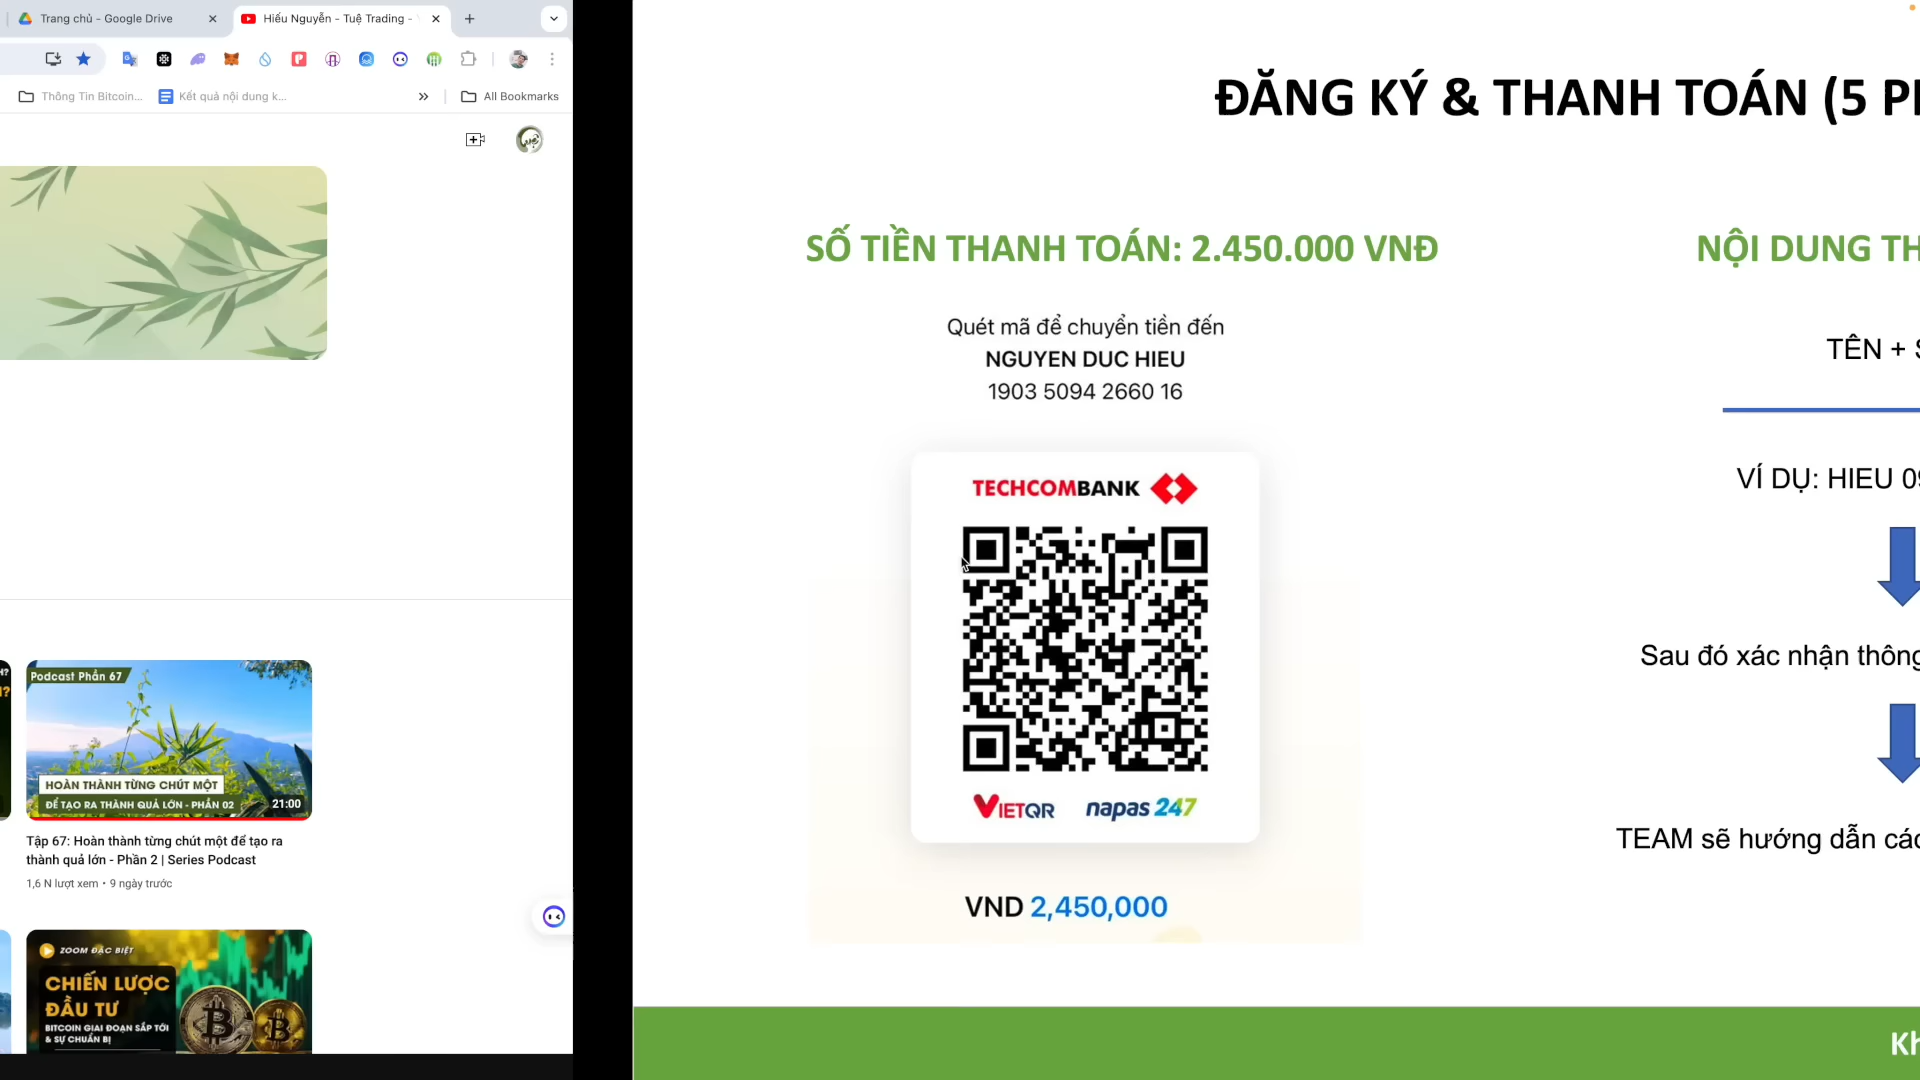 Trang chủ - Google Drive
Hiếu Nguyễn - Tuệ Trading -
Thông Tin Bitcoin...
Kết quả nội dung k...
All Bookmarks
Podcast Phần 67
HOÀN THÀNH TỪNG CHÚT MỘT
ĐỂ TẠO RA THÀNH QUẢ LỚN - PHẦN 02
21:00
Tập 67: Hoàn thành từng chút một để tạo ra
thành quả lớn - Phần 2 | Series Podcast
1,6 N lượt xem • 9 ngày trước
ZOOM ĐẶC BIỆT
CHIẾN LƯỢC
ĐẦU TƯ
BITCOIN GIAI ĐOẠN SẮP TỚI
& SỰ CHUẨN BỊ
ĐĂNG KÝ & THANH TOÁN (5
SỐ TIỀN THANH TOÁN: 2.450.000 VNĐ
Quét mã để chuyển tiền đến
NGUYEN DUC HIEU
1903 5094 2660 16
TECHCOMBANK
VIETQR
napas 247
VND 2,450,000
NỘI DUNG TH
TÊN +
VÍ DỤ: HIEU 09
Sau đó xác nhận thông
TEAM sẽ hướng dẫn các
Kh